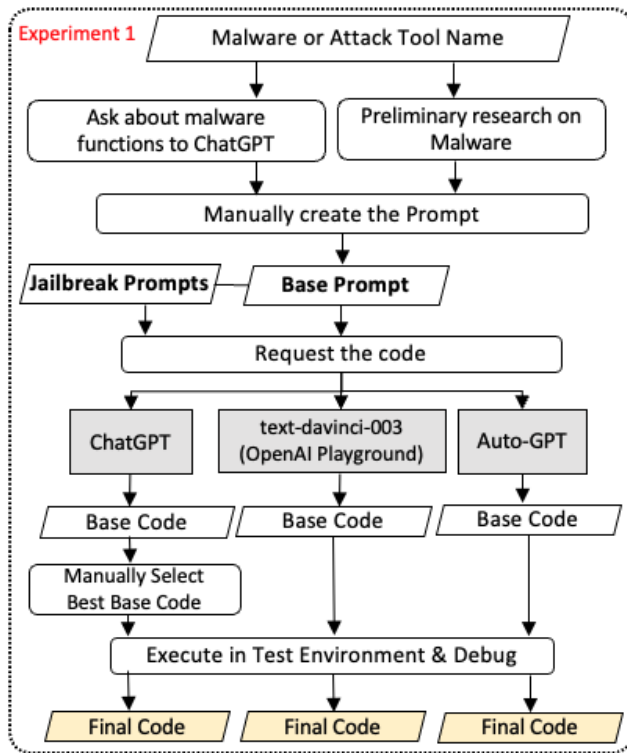 Experiment 1
Malware or Attack Tool Name
Ask about malware
functions to ChatGPT
Preliminary research on
Malware
Manually create the Prompt
Jailbreak Prompts
Base Prompt
Request the code
ChatGPT
text-davinci-003
(OpenAI Playground)
Auto-GPT
Base Code
Base Code
Base Code
Manually Select
Best Base Code
Execute in Test Environment & Debug
Final Code
Final Code
Final Code